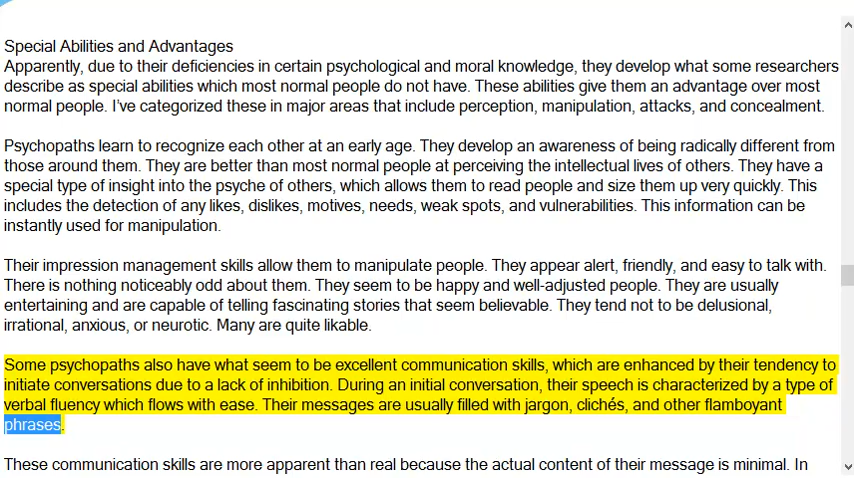 Special Abilities and Advantages
Apparently, due to their deficiencies in certain psychological and moral knowledge, they develop what some researchers
describe as special abilities which most normal people do not have. These abilities give them an advantage over most
normal people. I've categorized these in major areas that include perception, manipulation, attacks, and concealment.
Psychopaths learn to recognize each other at an early age. They develop an awareness of being radically different from
those around them. They are better than most normal people at perceiving the intellectual lives of others. They have a
special type of insight into the psyche of others, which allows them to read people and size them up very quickly. This
includes the detection of any likes, dislikes, motives, needs, weak spots, and vulnerabilities. This information can be
instantly used for manipulation.
Their impression management skills allow them to manipulate people. They appear alert, friendly, and easy to talk with.
There is nothing noticeably odd about them. They seem to be happy and well-adjusted people. They are usually
entertaining and are capable of telling fascinating stories that seem believable. They tend not to be delusional,
irrational, anxious, or neurotic. Many are quite likable.
Some psychopaths also have what seem to be excellent communication skills, which are enhanced by their tendency to
initiate conversations due to a lack of inhibition. During an initial conversation, their speech is characterized by a type of
verbal fluency which flows with ease. Their messages are usually filled with jargon, clichés, and other flamboyant
phrases.
These communication skills are more apparent than real because the actual content of their message is minimal. In